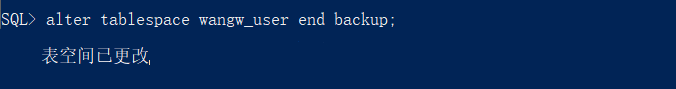 SQL> alter tablespace wangw_user end backup;
表空间已更改